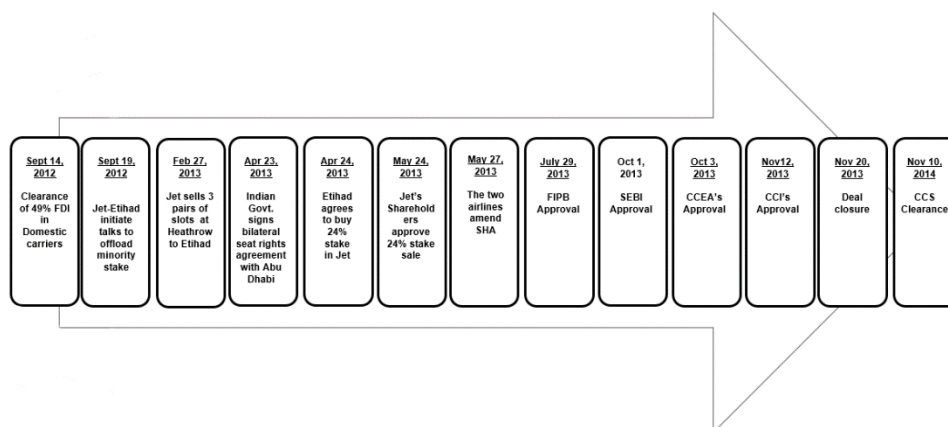 Sept 14,
2012
Clearance
of 49% FDI
in
Domestic
carriers
Sept 19,
2012
Jet-Etihad
initiate
talks to
offload
minority
stake
Feb 27,
2013
Jet sells 3
pairs of
slots at
Heathrow
to Etihad
Apr 23,
2013
Indian
Govt.
signs
bilateral
seat rights
agreement
with Abu
Dhabi
Apr 24,
2013
Etihad
agrees
to buy
24%
stake
in Jet
May 24,
2013
Jet's
Sharehold
ers
approve
24% stake
sale
May 27,
2013
The two
airlines
amend
SHA
July 29,
2013
FIPB
Approval
Oct 1,
2013
SEBI
Approval
Oct 3,
2013
CCEA's
Approval
Nov12,
2013
CCI's
Approval
Nov 20,
2013
Deal
closure
Nov 10,
2014
CCS
Clearance